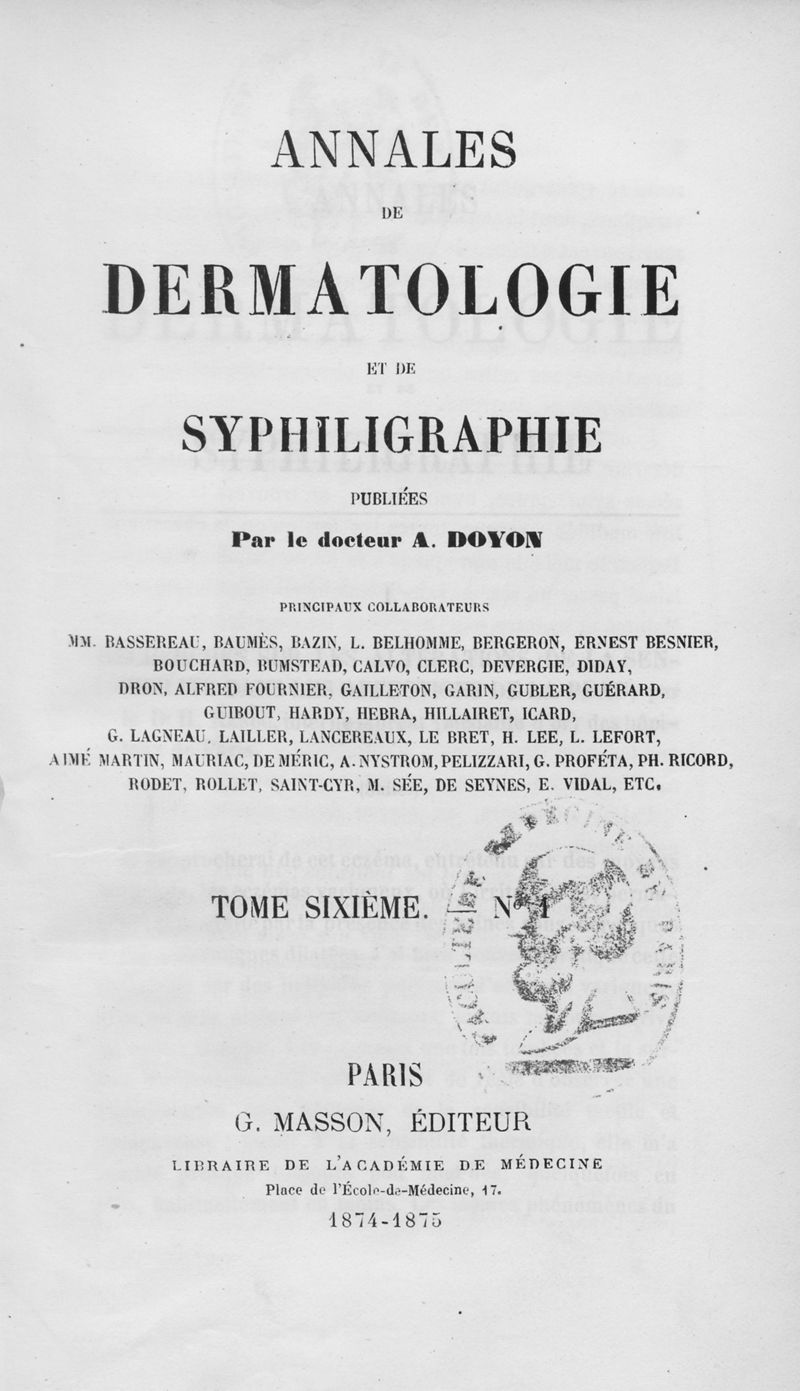 ANNALES
DE
DERMATOLOGIE
ET DE
SYPHILIGRAPHIE
PUBLIÉES
Par le docteur A. DOYON
PRINCIPAUX COLLABORATEURS
MM. BASSEREAU, BAUMÈS, BAZIN, L. BELHOMME, BERGERON, ERNEST BESNIER,
BOUCHARD, BUMSTEAD, CALVO, CLERC, DEVERGIE, DIDAY,
DRON, ALFRED FOURNIER, GAILLETON, GARIN, GUBLER, GUÉRARD,
GUIBOUT, HARDY, HEBRA, HILLAIRET, ICARD,
G. LAGNEAU, LAILLER, LANCEREAUX, LE BRET, H. LEE, L. LEFORT,
AIMÉ MARTIN, MAURIAC, DE MÉRIC, A. NYSTROM, PELIZZARI, G. PROFÉTA, PH. RICORD,
RODET, ROLLET, SAINT-CYR, M. SÉE, DE SEYNES, E. VIDAL, ETC.
TOME SIXIÈME. — N° 1
PARIS
G. MASSON, ÉDITEUR
LIBRAIRE DE L'ACADÉMIE DE MÉDECINE
Place de l'École-de-Médecine, 17.
1874-1875